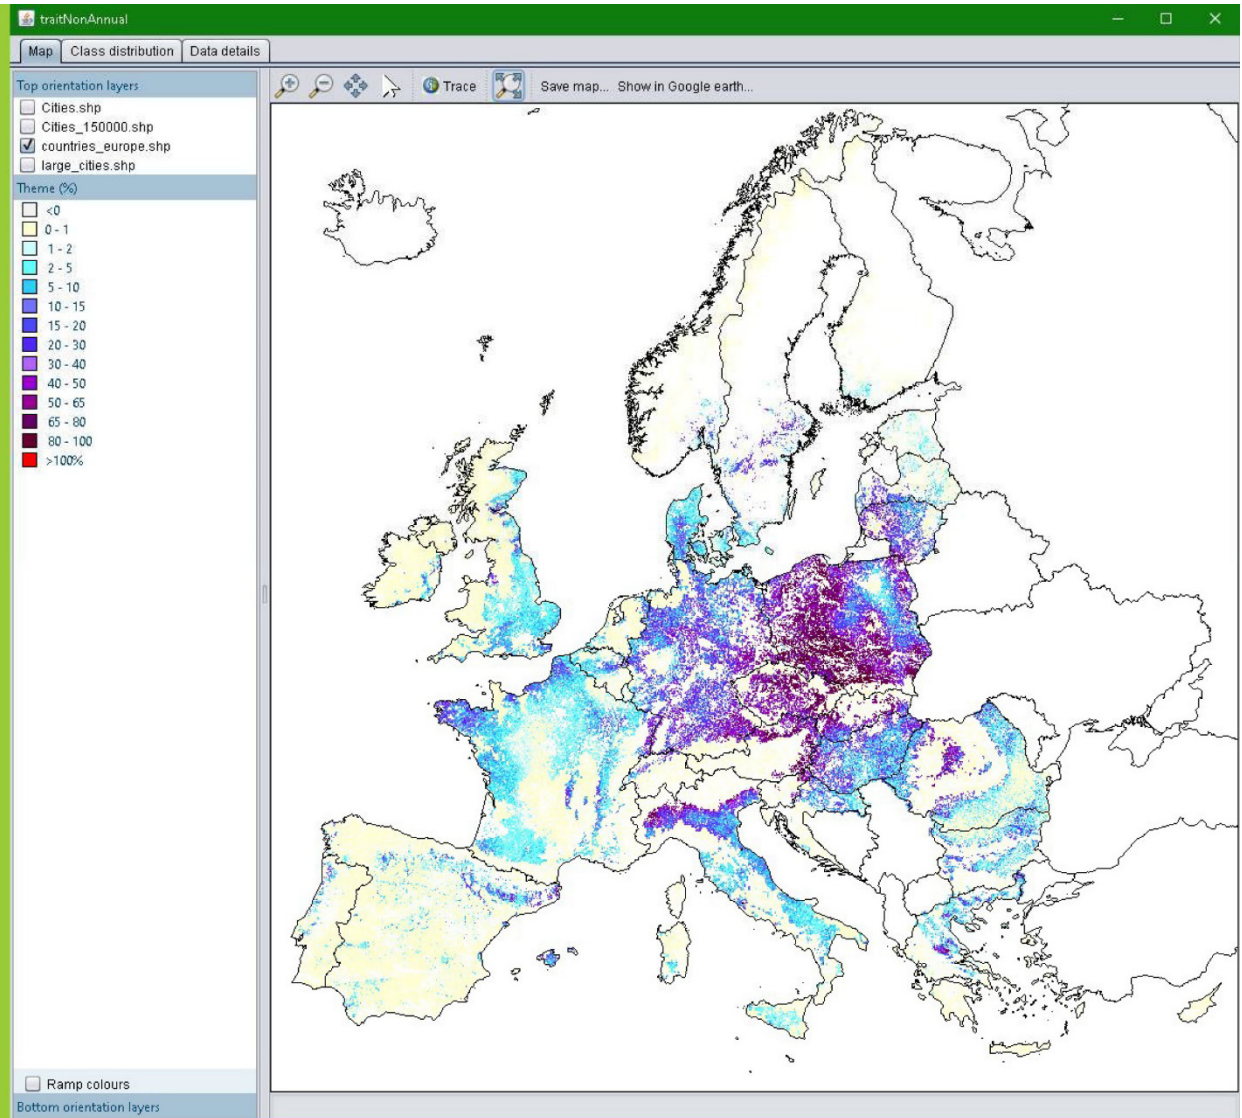 traitNonAnnual
Map Class distribution Data details
Top orientation layers
Cities.shp
Cities_150000.shp
countries_europe.shp
large_cities.shp
Theme (%)
<0
0 - 1
1 - 2
2 - 5
5 - 10
10 - 15
15 - 20
20 - 30
30 - 40
40 - 50
50 - 65
65 - 80
80 - 100
>100%
Ramp colours
Bottom orientation layers
Trace Save map... Show in Google earth...